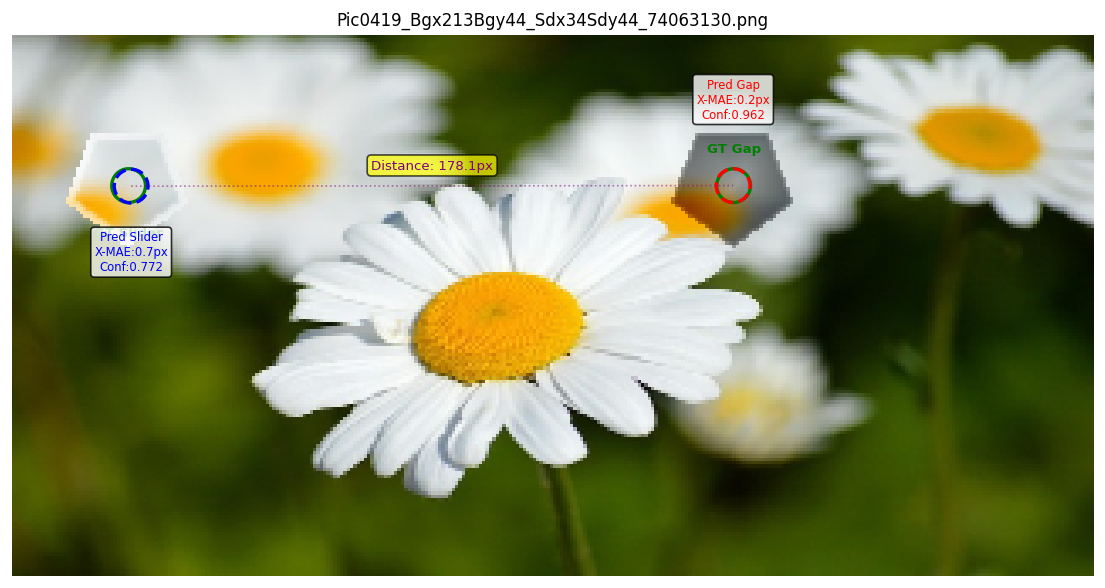 Pic0419_Bgx213Bgy44_Sdx34Sdy44_74063130.png
Pred Gap
X-MAE:0.2px
Conf:0.962
GT Gap
Distance: 178.1px
Pred Slider
X-MAE:0.7px
Conf:0.772